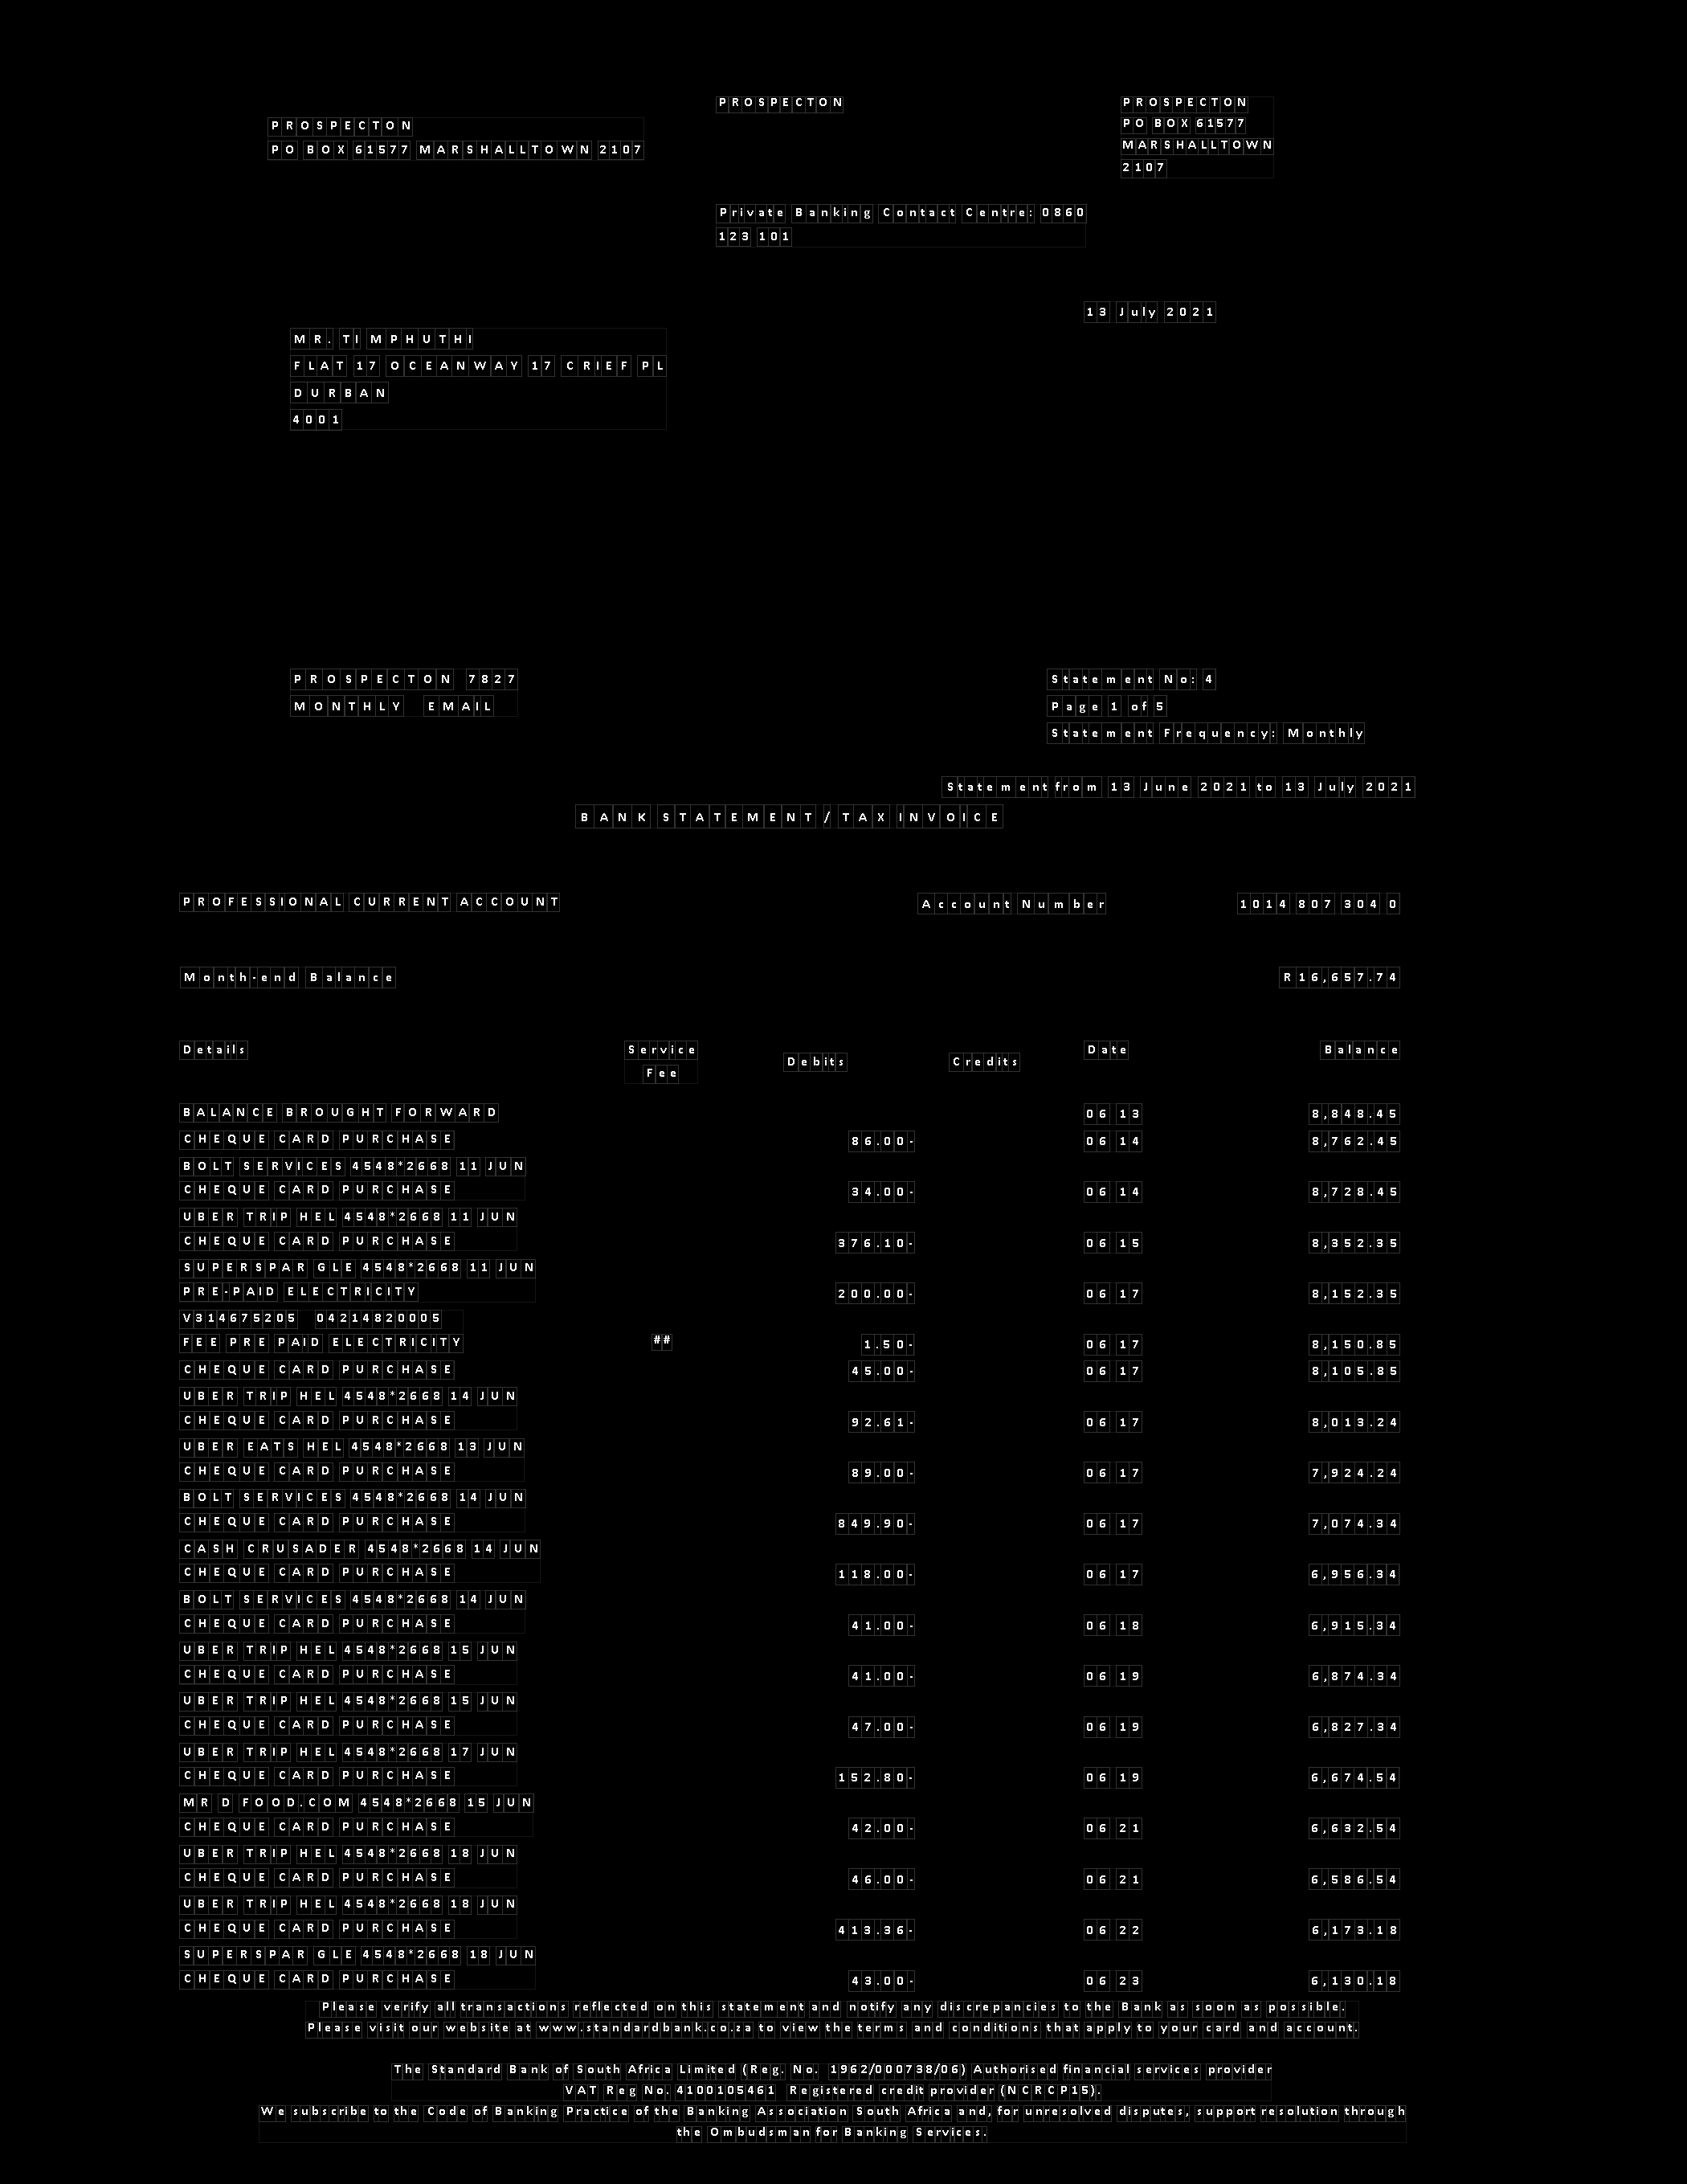 PROSPECTON
PROSPECTON
PO BOX 61577
MARSHALLTOWN
2107
PROSPECTON
PO BOX 61577 MARSHALLTOWN 2107
Private Banking Contact Centre: 0860
123 101
13 July 2021
MR. TI MPHUTHI
FLAT 17 OCEANWAY 17 CRIEF PL
DURBAN
4001
PROSPECTON 7827
MONTHLY EMAIL
Statement No: 4
Page 1 of 5
Statement Frequency: Monthly
Statement from 13 June 2021 to 13 July 2021
BANK STATEMENT / TAX INVOICE
PROFESSIONAL CURRENT ACCOUNT Account Number 1014 807 304 0
Month-end Balance R16,657.74
Details Service Fee Debits Credits Date Balance
BALANCE BROUGHT FORWARD 06 13 8,848.45
CHEQUE CARD PURCHASE 86.00- 06 14 8,762.45
BOLT SERVICES 4548*2668 11 JUN
CHEQUE CARD PURCHASE 34.00- 06 14 8,728.45
UBER TRIP HEL 4548*2668 11 JUN
CHEQUE CARD PURCHASE 376.10- 06 15 8,352.35
SUPERSPAR GLE 4548*2668 11 JUN
PRE-PAID ELECTRICITY 200.00- 06 17 8,152.35
V314675205 04214820005
FEE PRE PAID ELECTRICITY ## 1.50- 06 17 8,150.85
CHEQUE CARD PURCHASE 45.00- 06 17 8,105.85
UBER TRIP HEL 4548*2668 14 JUN
CHEQUE CARD PURCHASE 92.61- 06 17 8,013.24
UBER EATS HEL 4548*2668 13 JUN
CHEQUE CARD PURCHASE 89.00- 06 17 7,924.24
BOLT SERVICES 4548*2668 14 JUN
CHEQUE CARD PURCHASE 849.90- 06 17 7,074.34
CASH CRUSADER 4548*2668 14 JUN
CHEQUE CARD PURCHASE 118.00- 06 17 6,956.34
BOLT SERVICES 4548*2668 14 JUN
CHEQUE CARD PURCHASE 41.00- 06 18 6,915.34
UBER TRIP HEL 4548*2668 15 JUN
CHEQUE CARD PURCHASE 41.00- 06 19 6,874.34
UBER TRIP HEL 4548*2668 15 JUN
CHEQUE CARD PURCHASE 47.00- 06 19 6,827.34
UBER TRIP HEL 4548*2668 17 JUN
CHEQUE CARD PURCHASE 152.80- 06 19 6,674.54
MR D FOOD.COM 4548*2668 15 JUN
CHEQUE CARD PURCHASE 42.00- 06 21 6,632.54
UBER TRIP HEL 4548*2668 18 JUN
CHEQUE CARD PURCHASE 46.00- 06 21 6,586.54
UBER TRIP HEL 4548*2668 18 JUN
CHEQUE CARD PURCHASE 413.36- 06 22 6,173.18
SUPERSPAR GLE 4548*2668 18 JUN
CHEQUE CARD PURCHASE 43.00- 06 23 6,130.18
Please verify all transactions reflected on this statement and notify any discrepancies to the Bank as soon as possible.
Please visit our website at www.standardbank.co.za to view the terms and conditions that apply to your card and account.
The Standard Bank of South Africa Limited (Reg. No. 1962/000738/06) Authorised financial services provider
VAT Reg No. 4100105461 Registered credit provider (NCRCP15).
We subscribe to the Code of Banking Practice of the Banking Association South Africa and, for unresolved disputes, support resolution through
the Ombudsman for Banking Services.